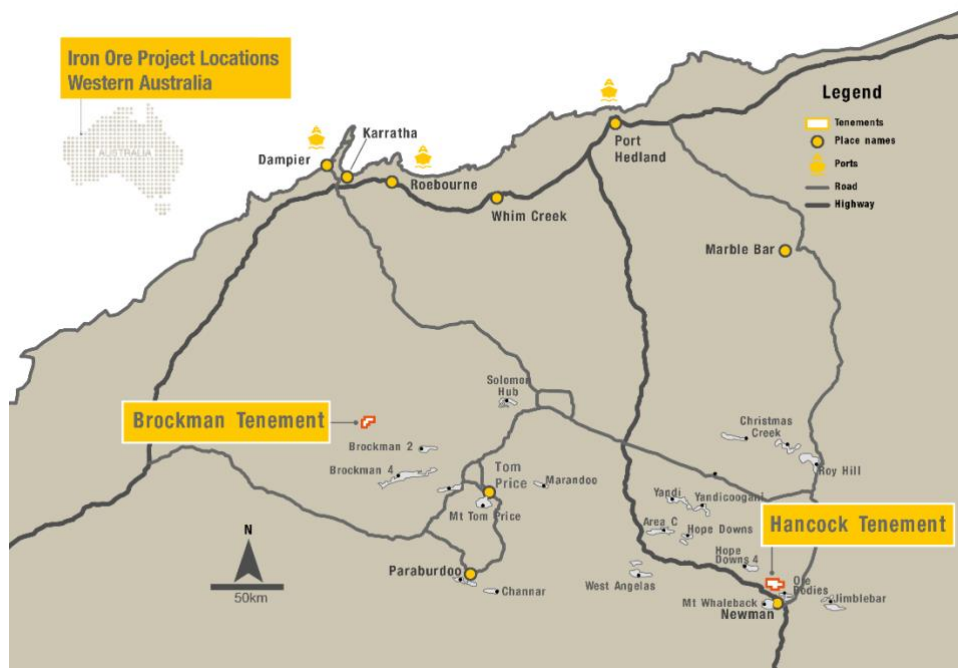 Iron Ore Project Locations
Western Australia
AUSTRALIA
Legend
Tenements
Place names
Ports
Road
Highway
Karratha
Dampier
Roebourne
Whim Creek
Port
Hedland
Marble Bar
Solomon
Hub
Brockman Tenement
Brockman 2
Brockman 4
Tom
Price
Marandoo
Mt Tom Price
Christmas
Creek
Roy Hill
Yandi
Yandicoogani
Area C
Hope Downs
Hancock Tenement
Hope
Downs 4
N
50km
Paraburdoo
Channar
West Angelas
Ore
Bodies
Mt Whaleback
Newman
Jimblebar